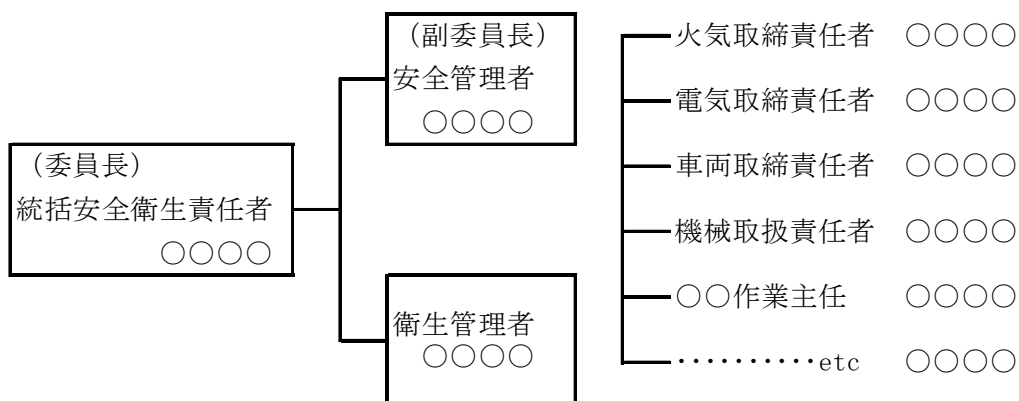 (委員長)
統括安全衛生責任者
○○○○
(副委員長)
安全管理者
○○○○
衛生管理者
○○○○
火気取締責任者 ○○○○
電気取締責任者 ○○○○
車両取締責任者 ○○○○
機械取扱責任者 ○○○○
○○作業主任 ○○○○
・・・・・・・・・・etc ○○○○